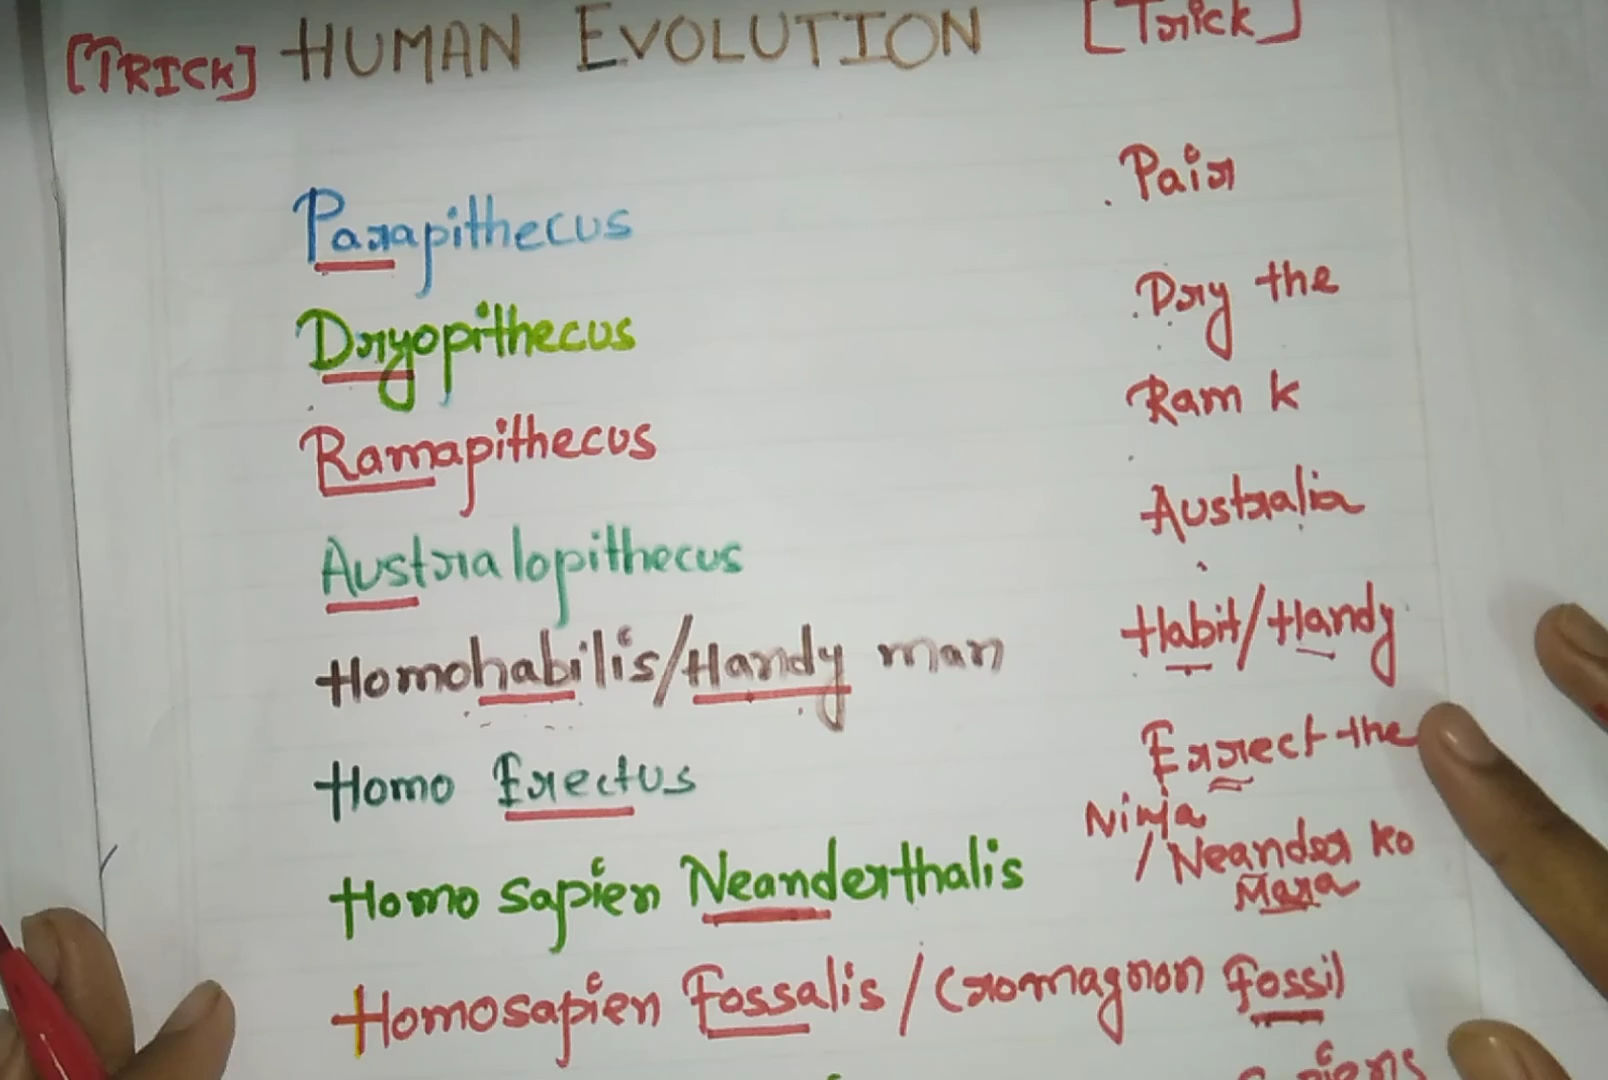 [TRICK] HUMAN EVOLUTION [Trick]
Parapithecus Pair
Dryopithecus Dry the
Ramapithecus Ram k
Australopithecus Australia
Homohabilis/Handy man Habit/Handy
Homo Erectus Errect the
Ninja
Homo sapien Neanderthalis /Neander ko
Mara
Homosapien Fossalis / Cromagnon Fossil